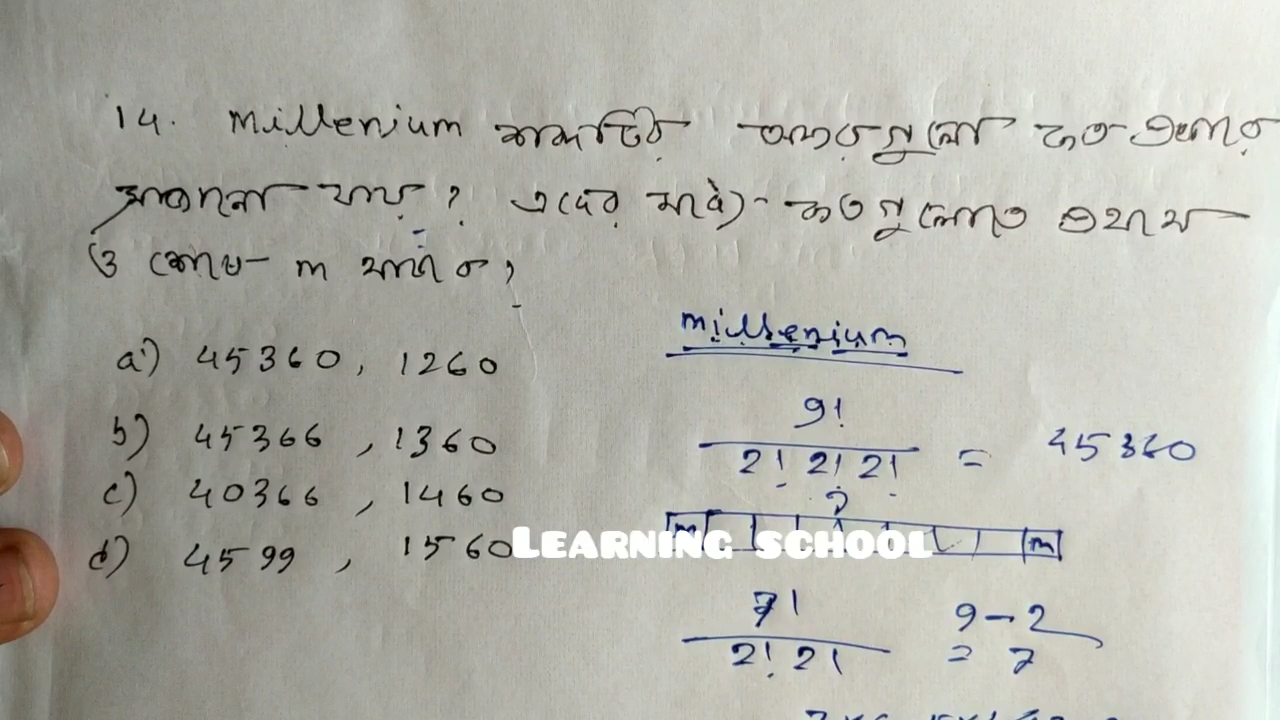 14. Millenium শব্দটির অক্ষরগুলো কত প্রকারে
সাজানো যায়? এদের মধ্যে কতগুলোতে প্রথমে
ও শেষে m থাকবে?
a) 45360, 1260
b) 45366, 1360
c) 40366, 1460
d) 4599, 1560
millenium
9!
2! 2! 2! = 45360
7
m m
LEARNING SCHOOL
7! 9-2
2! 2! = 7